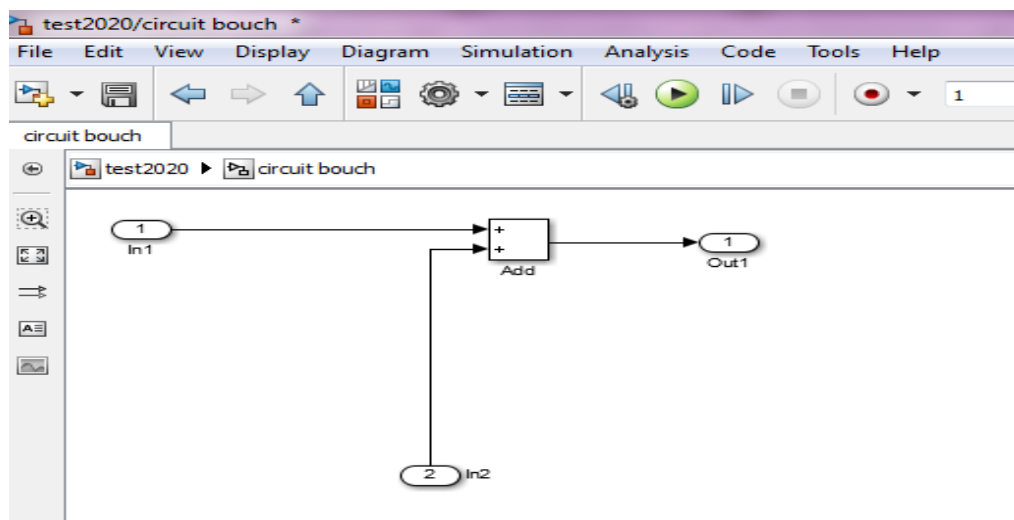 test2020/circuit bouch *
File Edit View Display Diagram Simulation Analysis Code Tools Help
1
circuit bouch
test2020 circuit bouch
1
In1
+
+
Add
1
Out1
A
2 In2